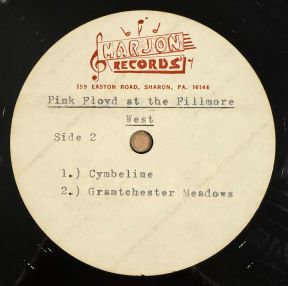 MARJON
RECORDS
159 EASTON ROAD, SHARON, PA. 16146
Pink Floyd at the Fillmore
West
Side 2
1.) Cymbeline
2.) Grantchester Meadows